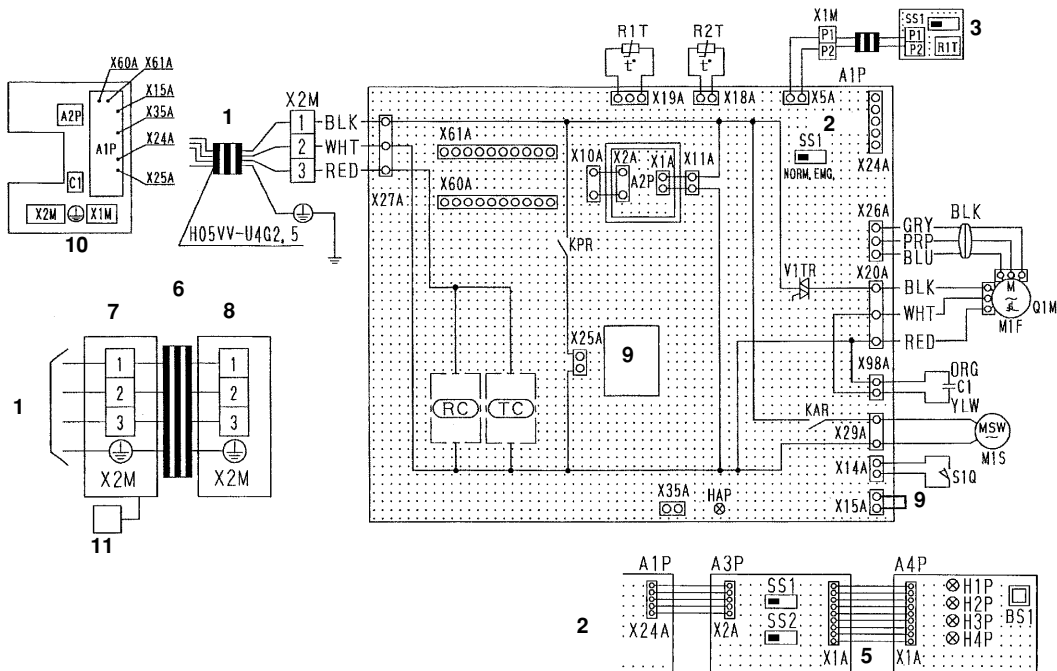 R1T
t°
R2T
t°
X1M
P1
P2
SS1
P1
P2
R1T
3
X60A
X61A
X15A
X35A
X24A
X25A
A2P
A1P
C1
X2M
X1M
10
1
X2M
1
2
3
BLK
WHT
RED
H05VV-U4G2,5
X27A
X19A
X18A
X5A
A1P
2
SS1
NORM. EMG.
X24A
X61A
X60A
X10A
X2A
X1A
X11A
A2P
KPR
X26A
GRY
PRP
BLU
BLK
V1TR
X20A
BLK
WHT
RED
M
~
M1F
Q1M
X25A
9
X98A
ORG
C1
YLW
RC
TC
KAR
X29A
MSW
~
M1S
X14A
S1Q
X35A
HAP
X15A
9
6
7
8
1
1
2
3
X2M
1
2
3
X2M
11
2
A1P
X24A
A3P
X2A
SS1
SS2
X1A
5
A4P
X1A
H1P
H2P
H3P
H4P
BS1